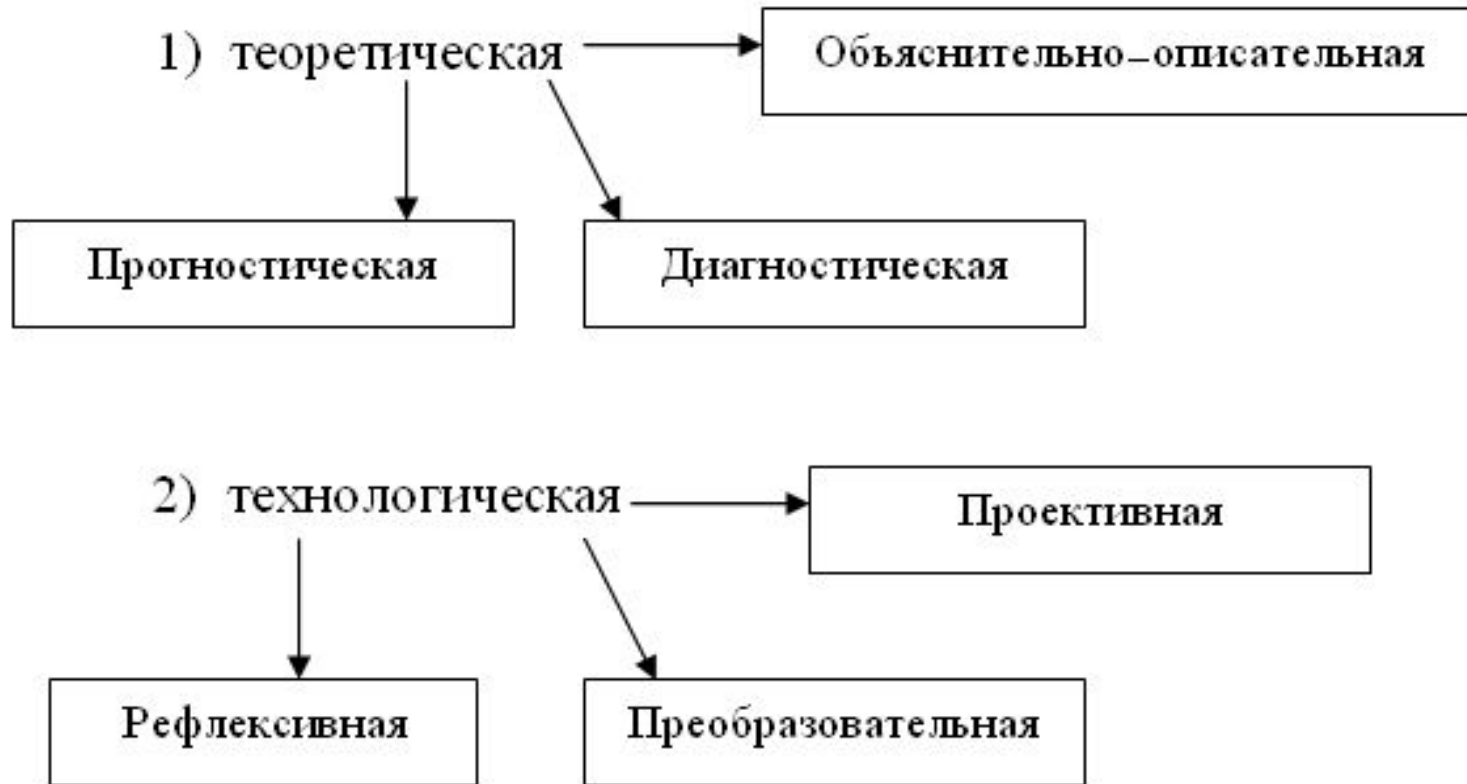 1) теоретическая
Объяснительно–описательная
Прогностическая
Диагностическая
2) технологическая
Проективная
Рефлексивная
Преобразовательная